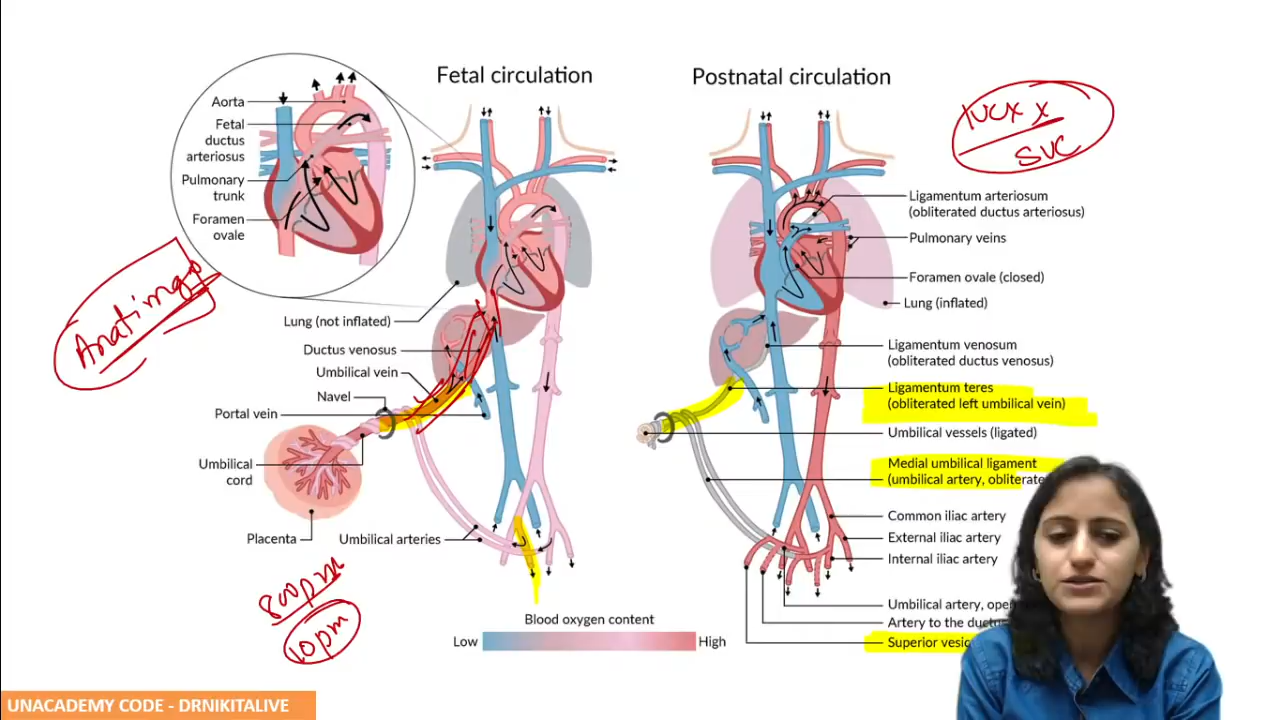 Fetal circulation
Postnatal circulation
Aorta
Fetal
ductus
arteriosus
Pulmonary
trunk
Foramen
ovale
Lung (not inflated)
Ductus venosus
Umbilical vein
Navel
Portal vein
Umbilical
cord
Placenta
Umbilical arteries
Ligamentum arteriosum
(obliterated ductus arteriosus)
Pulmonary veins
Foramen ovale (closed)
Lung (inflated)
Ligamentum venosum
(obliterated ductus venosus)
Ligamentum teres
(obliterated left umbilical vein)
Umbilical vessels (ligated)
Medial umbilical ligament
(umbilical artery, obliterate
Common iliac artery
External iliac artery
Internal iliac artery
Umbilical artery, open
Artery to the ductu
Superior vesic
Blood oxygen content
Low
High
SVC
10pm
UNACADEMY CODE - DRNIKITALIVE